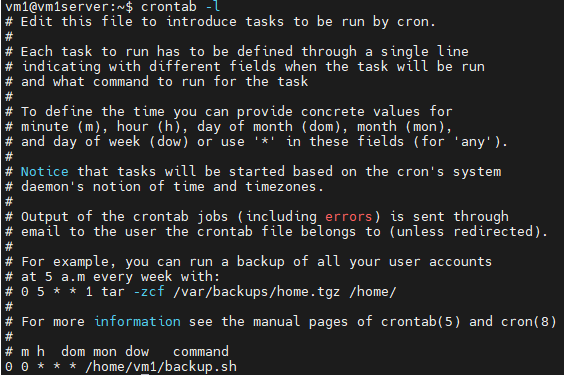 vm1@vm1server:~$ crontab -l
# Edit this file to introduce tasks to be run by cron.
#
# Each task to run has to be defined through a single line
# indicating with different fields when the task will be run
# and what command to run for the task
#
# To define the time you can provide concrete values for
# minute (m), hour (h), day of month (dom), month (mon),
# and day of week (dow) or use '*' in these fields (for 'any').
#
# Notice that tasks will be started based on the cron's system
# daemon's notion of time and timezones.
#
# Output of the crontab jobs (including errors) is sent through
# email to the user the crontab file belongs to (unless redirected).
#
# For example, you can run a backup of all your user accounts
# at 5 a.m every week with:
# 0 5 * * 1 tar -zcf /var/backups/home.tgz /home/
#
# For more information see the manual pages of crontab(5) and cron(8)
#
# m h  dom mon dow   command
0 0 * * * /home/vm1/backup.sh